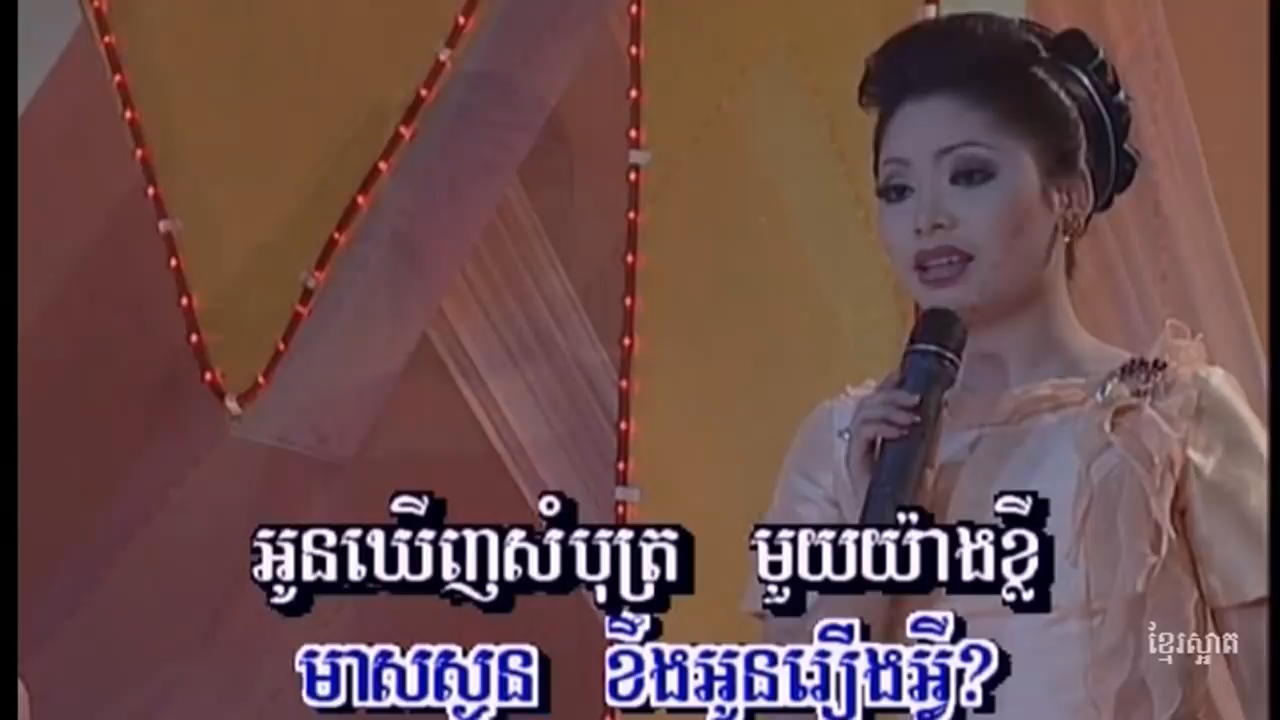 អូនឃើញសំបុត្រ មួយយ៉ាងខ្លី
ខ្មែរស្អាត
មាសស្ងួន ខឹងអូនរឿងអ្វី?